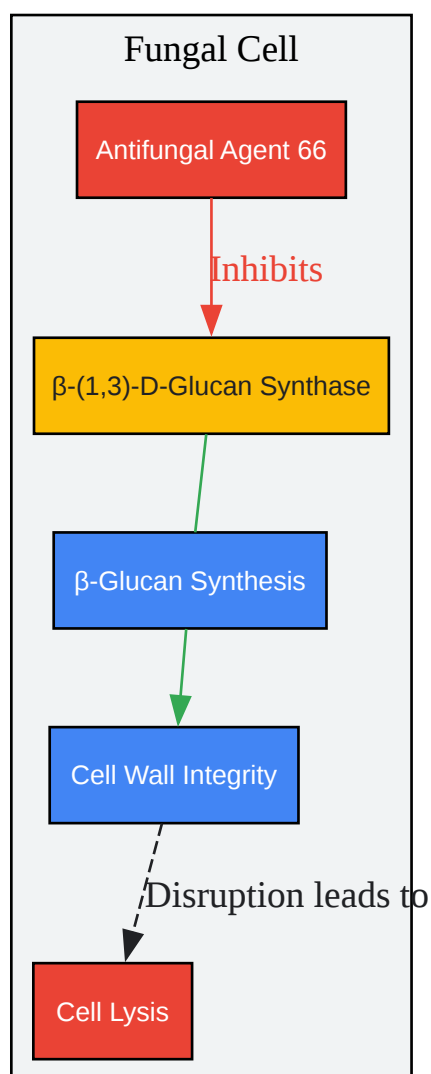 Fungal Cell
Antifungal Agent 66
Inhibits
β-(1,3)-D-Glucan Synthase
β-Glucan Synthesis
Cell Wall Integrity
Disruption leads to
Cell Lysis